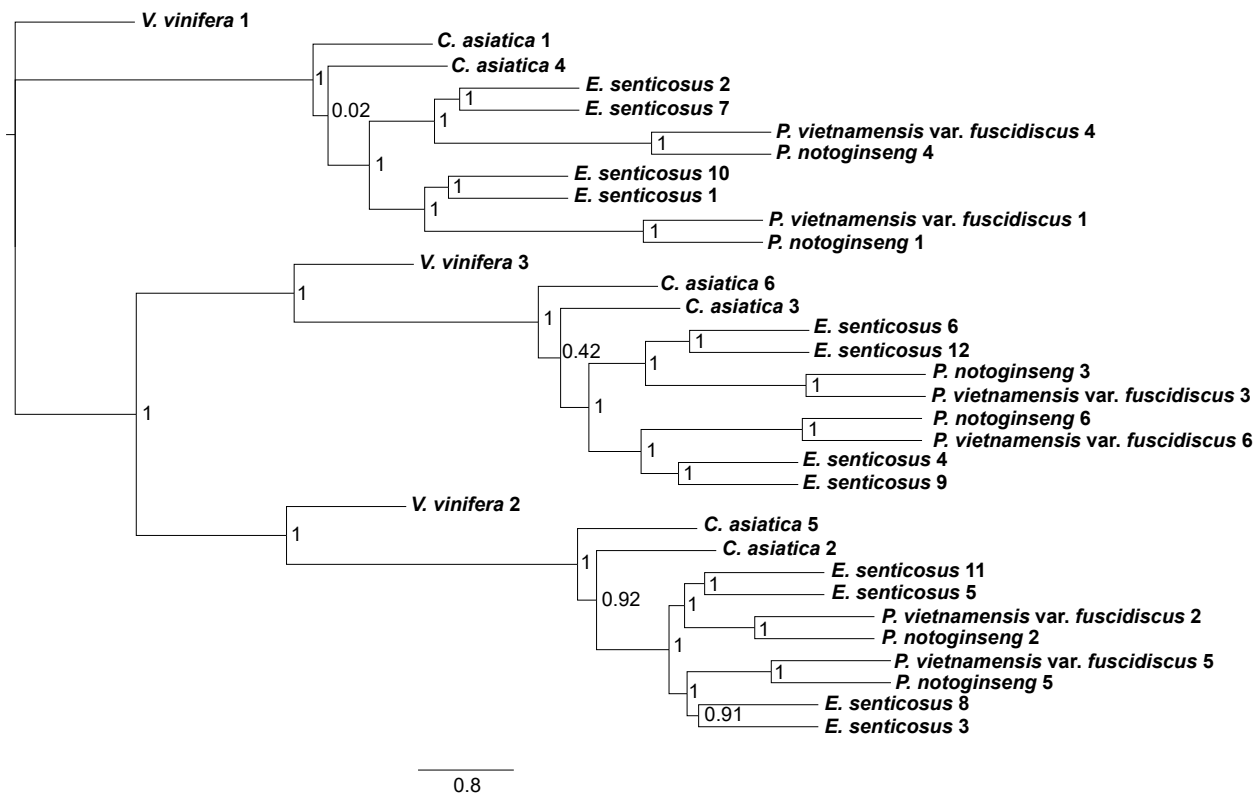 V. vinifera 1
C. asiatica 1
1
C. asiatica 4
0.02
E. senticosus 2
1
E. senticosus 7
1
P. vietnamensis var. fuscidiscus 4
1
P. notoginseng 4
1
E. senticosus 10
1
E. senticosus 1
1
P. vietnamensis var. fuscidiscus 1
1
P. notoginseng 1
V. vinifera 3
1
C. asiatica 6
1
C. asiatica 3
0.42
E. senticosus 6
1
E. senticosus 12
1
P. notoginseng 3
1
P. vietnamensis var. fuscidiscus 3
1
1
P. notoginseng 6
1
P. vietnamensis var. fuscidiscus 6
1
E. senticosus 4
1
E. senticosus 9
V. vinifera 2
1
C. asiatica 5
1
C. asiatica 2
0.92
E. senticosus 11
1
E. senticosus 5
1
P. vietnamensis var. fuscidiscus 2
1
P. notoginseng 2
1
P. vietnamensis var. fuscidiscus 5
1
P. notoginseng 5
1
E. senticosus 8
0.91
E. senticosus 3
0.8